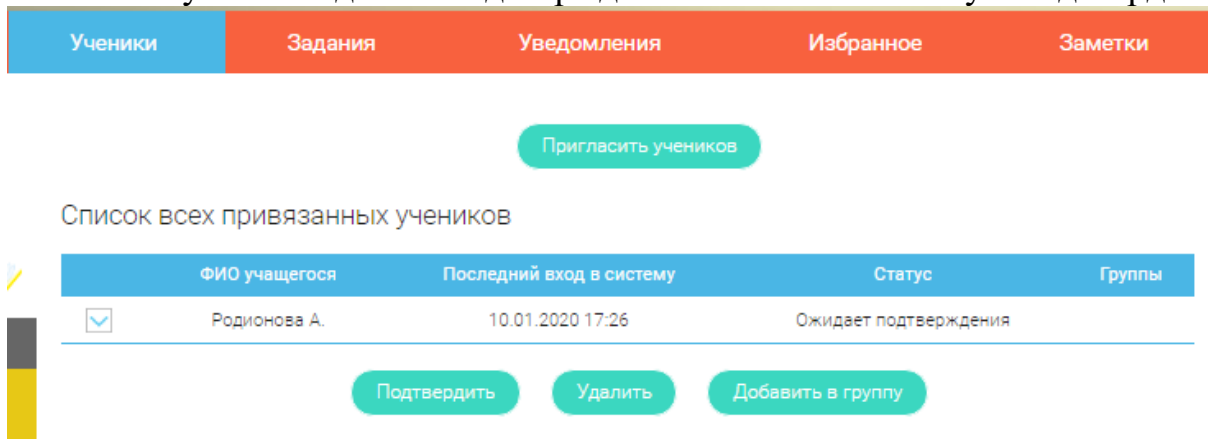 Ученики Задания Уведомления Избранное Заметки
Пригласить учеников
Список всех привязанных учеников
ФИО учащегося Последний вход в систему Статус Группы
Родионова А. 10.01.2020 17:26 Ожидает подтверждения
Подтвердить Удалить Добавить в группу